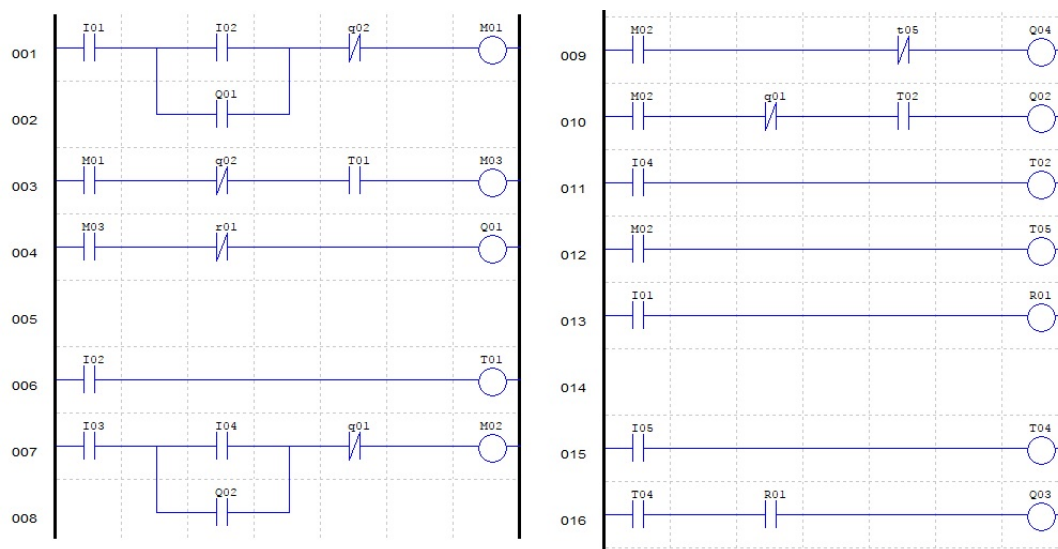 I01 I02 q02 M01
001
Q01
002
M01 q02 T01 M03
003
M03 r01 Q01
004
005
I02 T01
006
I03 I04 q01 M02
007
Q02
008
M02 t05 Q04
009
M02 q01 T02 Q02
010
I04 T02
011
M02 T05
012
I01 R01
013
014
I05 T04
015
T04 R01 Q03
016